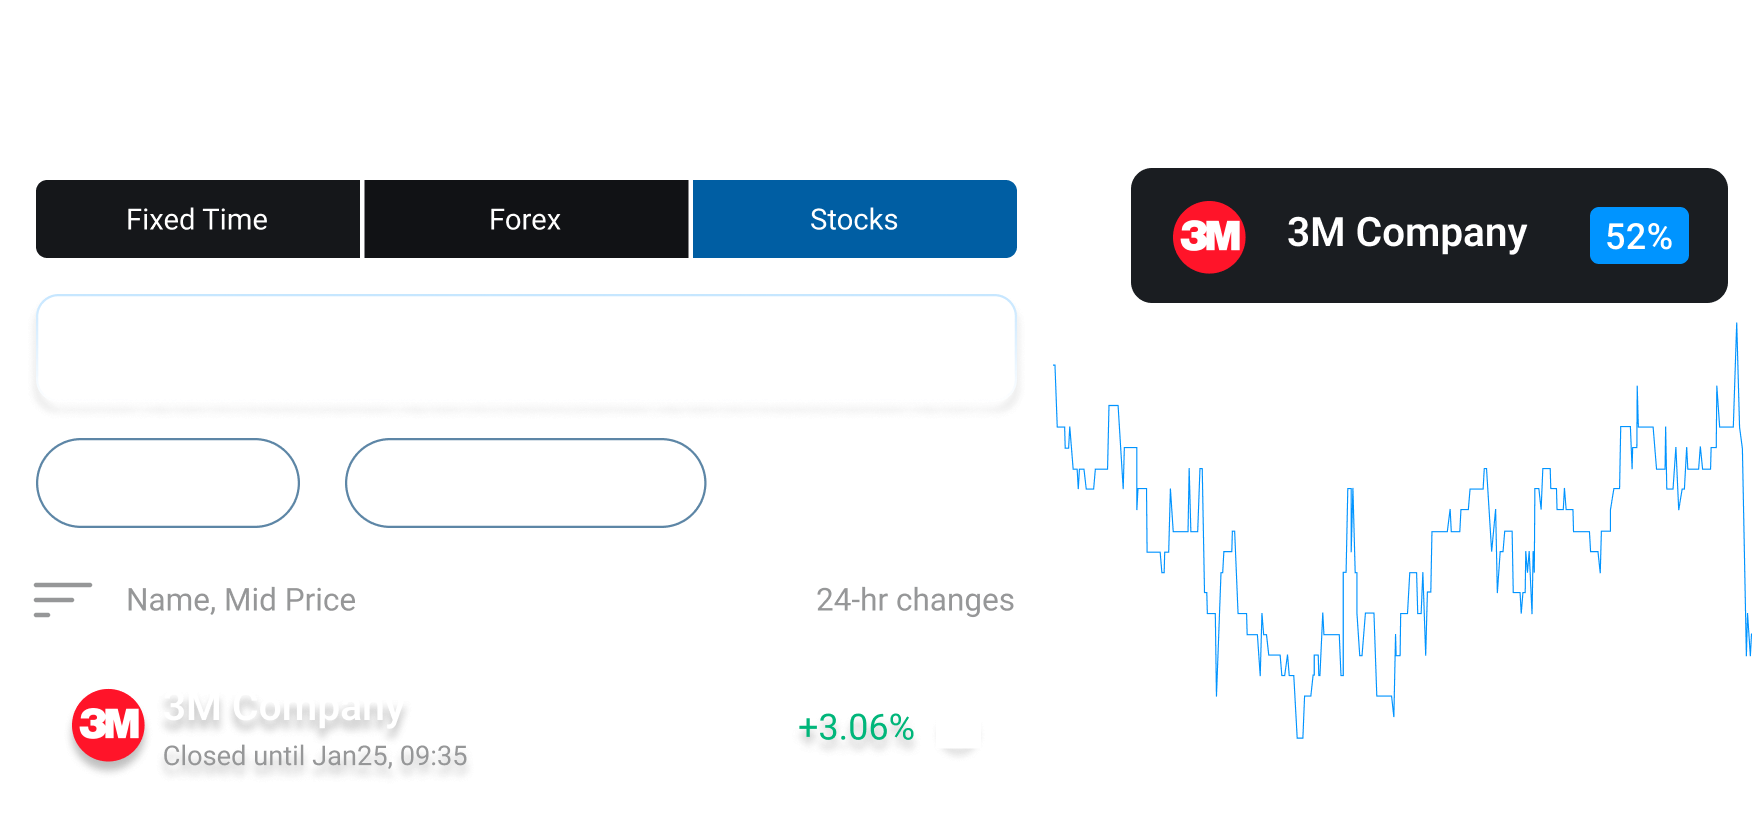 Fixed Time
Forex
Stocks
3M
3M Company
52%
Name, Mid Price
24-hr changes
3M
3M Company
+3.06%
Closed until Jan25, 09:35